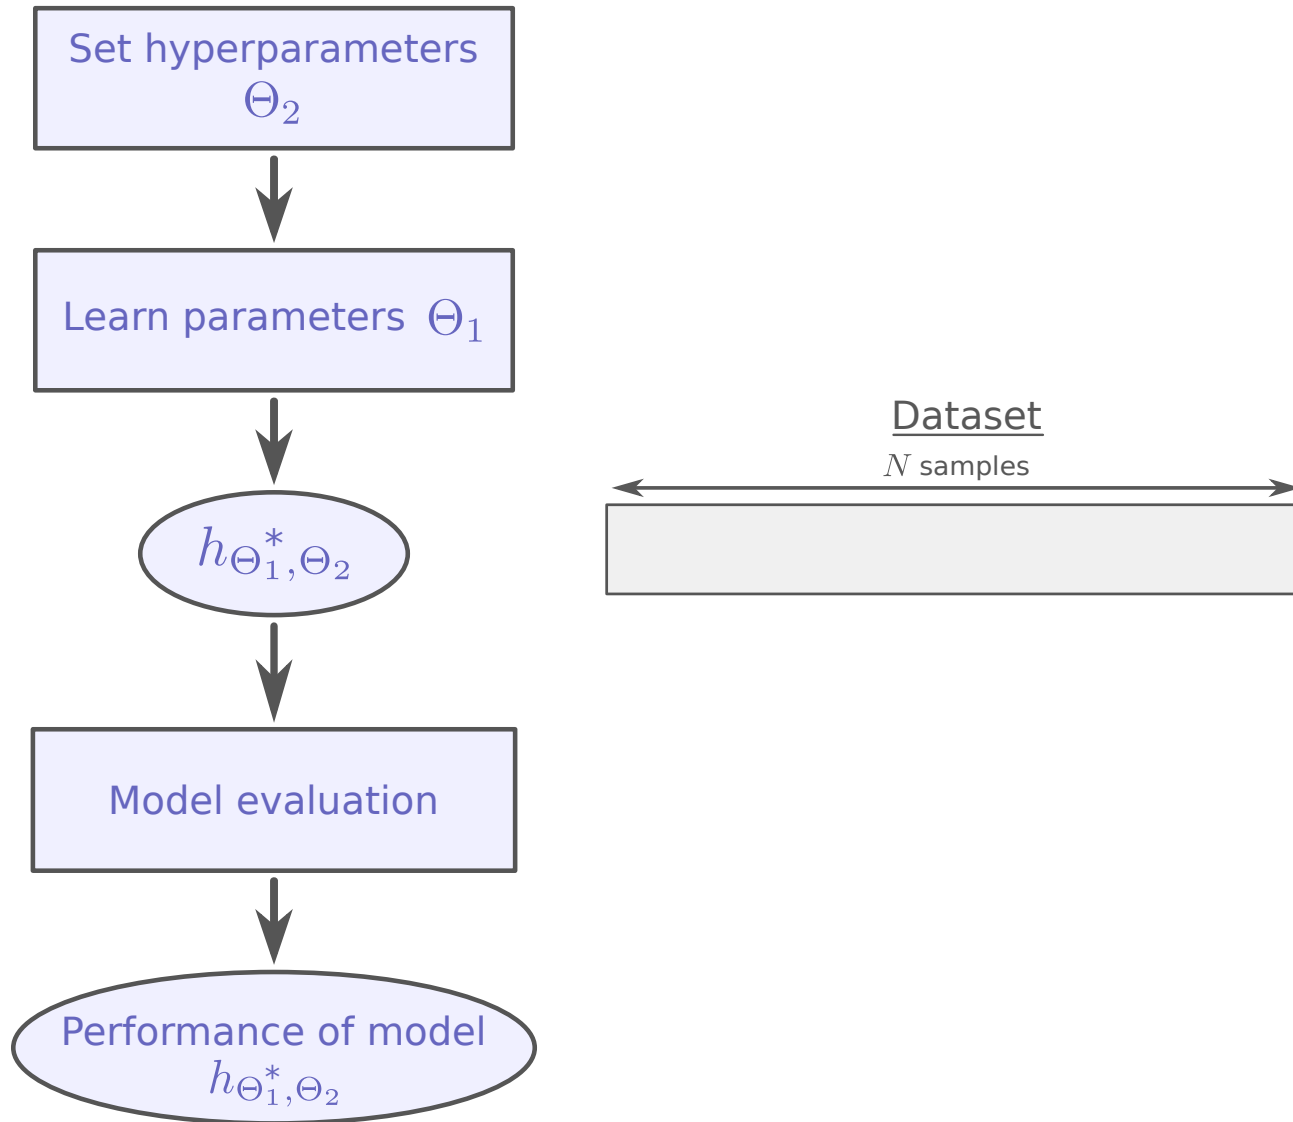 Set hyperparameters
Θ₂
Learn parameters Θ₁
h_{Θ₁*,Θ₂}
Model evaluation
Performance of model
h_{Θ₁*,Θ₂}
Dataset
N samples